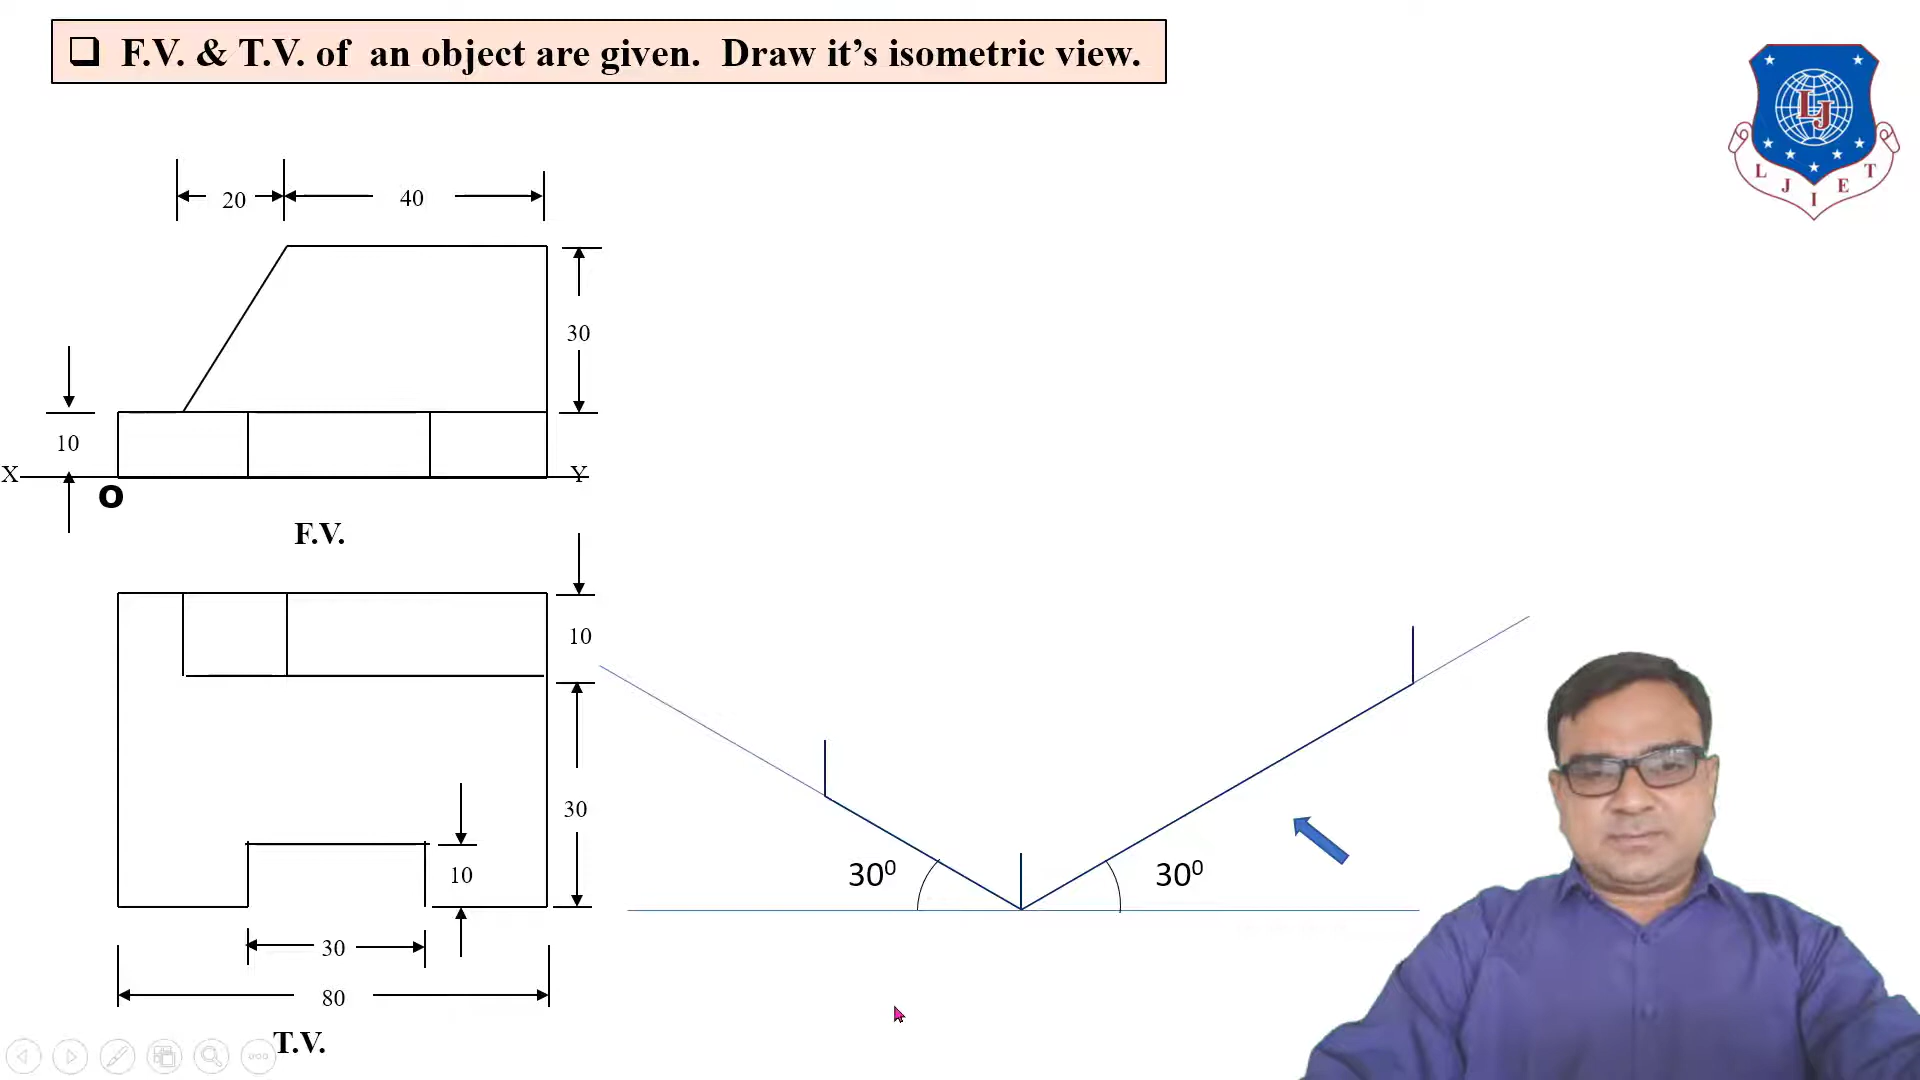 ❑ F.V. & T.V. of an object are given. Draw it’s isometric view.
L J I E T
LJ
20
40
30
10
X
Y
O
F.V.
10
30
10
30
80
T.V.
30⁰
30⁰